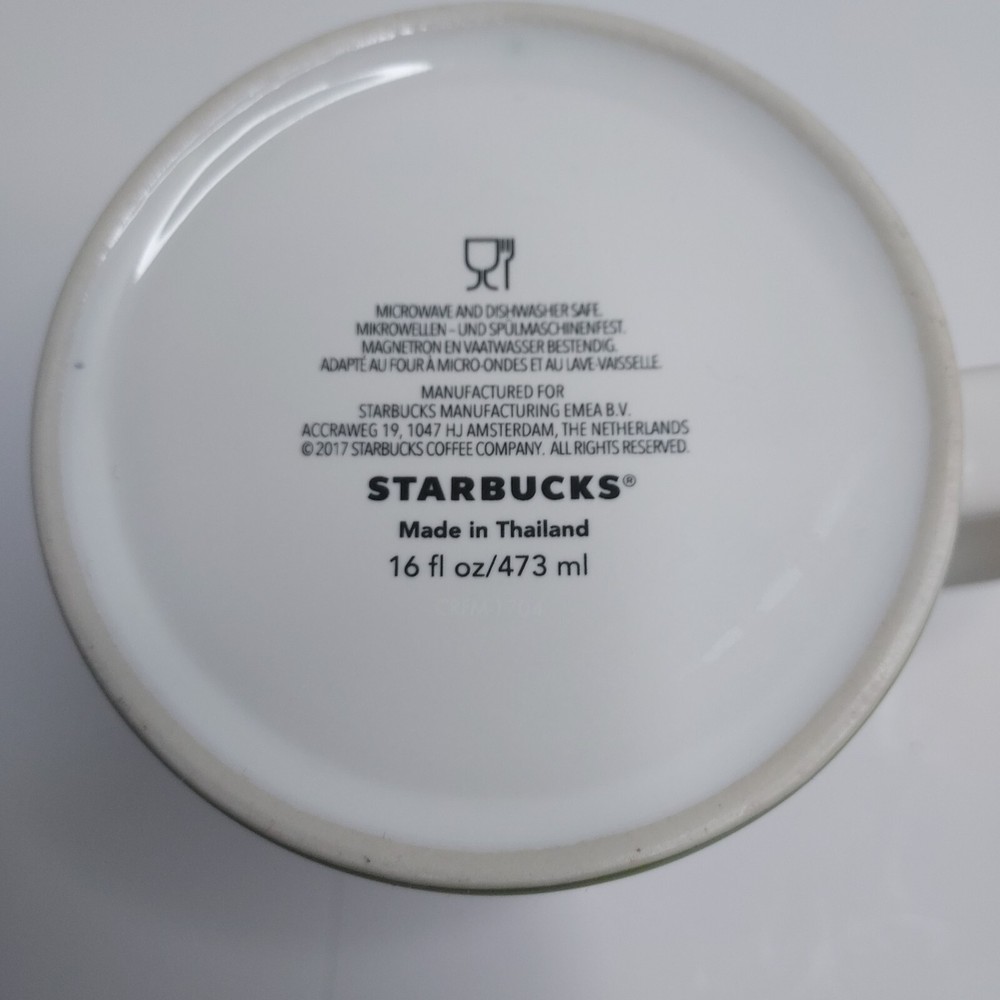 MICROWAVE AND DISHWASHER SAFE.
MIKROWELLEN - UND SPÜLMASCHINENFEST.
MAGNETRON EN VAATWASSER BESTENDIG.
ADAPTÉ AU FOUR À MICRO-ONDES ET AU LAVE-VAISSELLE.
MANUFACTURED FOR
STARBUCKS MANUFACTURING EMEA B.V.
ACCRAWEG 19, 1047 HJ AMSTERDAM, THE NETHERLANDS
© 2017 STARBUCKS COFFEE COMPANY. ALL RIGHTS RESERVED.
STARBUCKS®
Made in Thailand
16 fl oz/473 ml